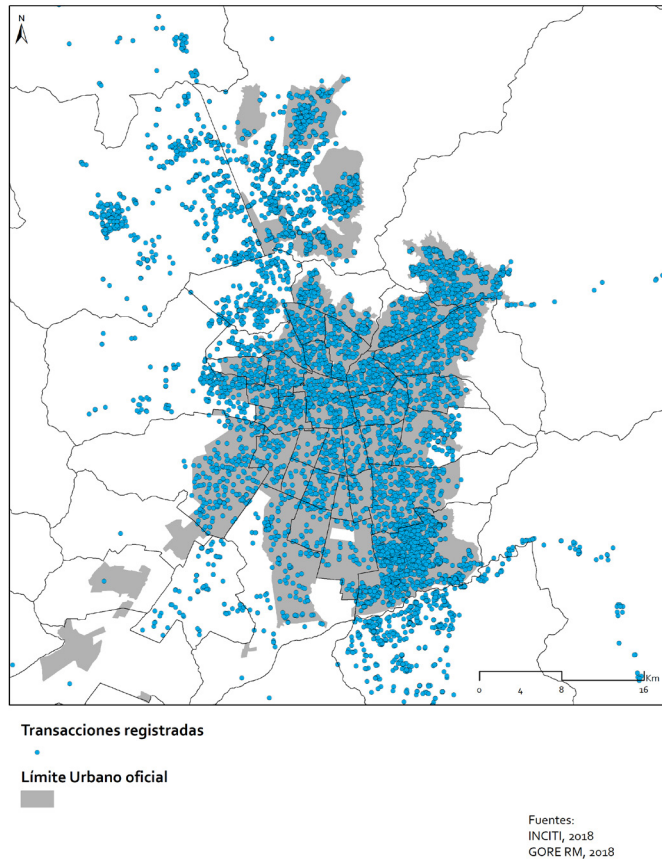 N
Km
0 4 8 16
Transacciones registradas
Límite Urbano oficial
Fuentes:
INCITI, 2018
GORE RM, 2018